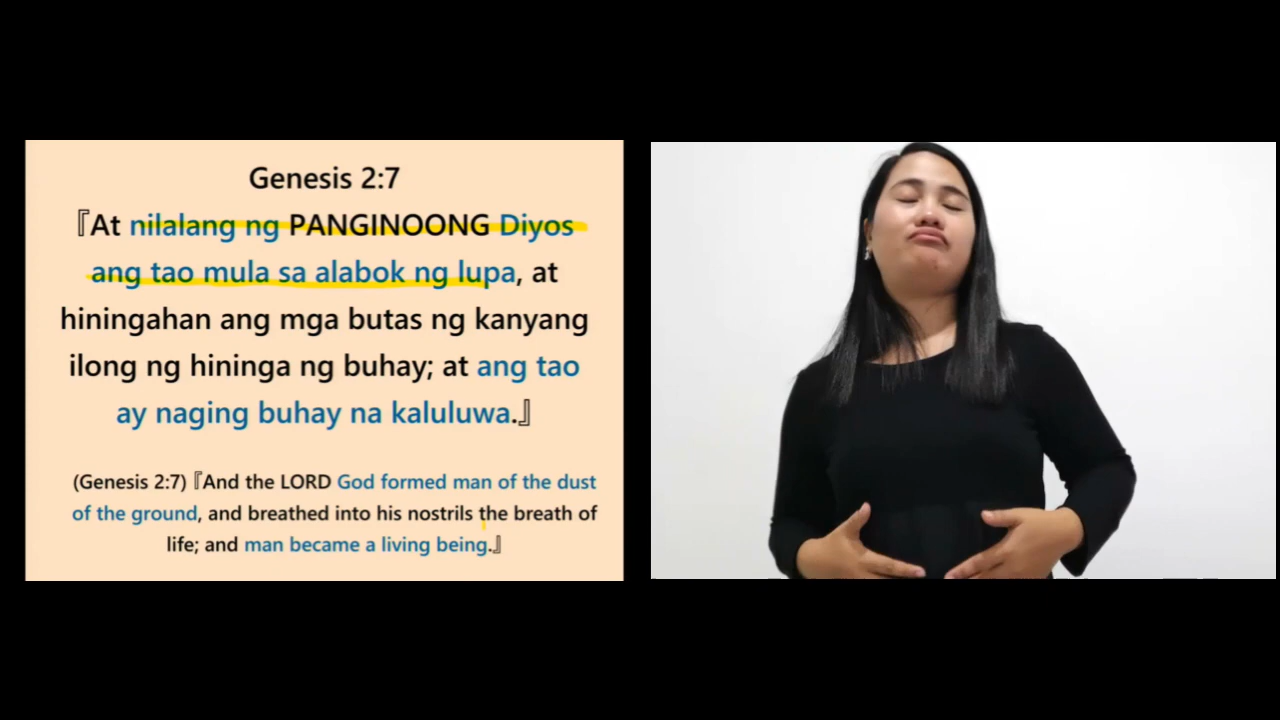 Genesis 2:7
『At nilalang ng PANGINOONG Diyos
ang tao mula sa alabok ng lupa, at
hiningahan ang mga butas ng kanyang
ilong ng hininga ng buhay; at ang tao
ay naging buhay na kaluluwa.』
(Genesis 2:7) 『And the LORD God formed man of the dust
of the ground, and breathed into his nostrils the breath of
life; and man became a living being.』